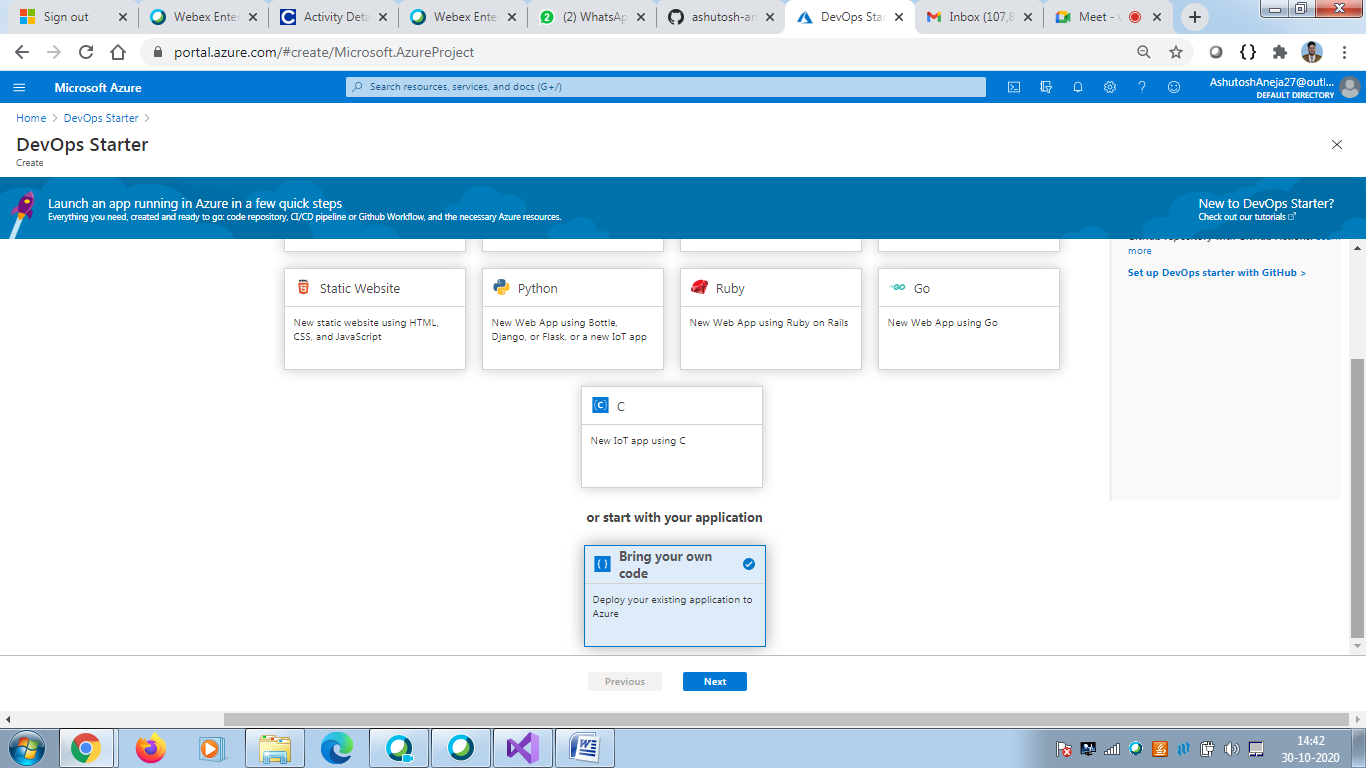 Sign out
Webex Ente
Activity Deta
Webex Ente
(2) WhatsAp
ashutosh-an
DevOps Star
Inbox (107,8
Meet -
portal.azure.com/#create/Microsoft.AzureProject
Microsoft Azure
Search resources, services, and docs (G+/)
AshutoshAneja27@outl...
DEFAULT DIRECTORY
Home > DevOps Starter >
DevOps Starter
Create
Launch an app running in Azure in a few quick steps
Everything you need, created and ready to go: code repository, CI/CD pipeline or Github Workflow, and the necessary Azure resources.
New to DevOps Starter?
Check out our tutorials
more
Set up DevOps starter with GitHub >
Static Website
New static website using HTML,
CSS, and JavaScript
Python
New Web App using Bottle,
Django, or Flask, or a new IoT app
Ruby
New Web App using Ruby on Rails
GO
Go
New Web App using Go
C
New IoT app using C
or start with your application
Bring your own
code
Deploy your existing application to
Azure
Previous
Next
14:42
30-10-2020